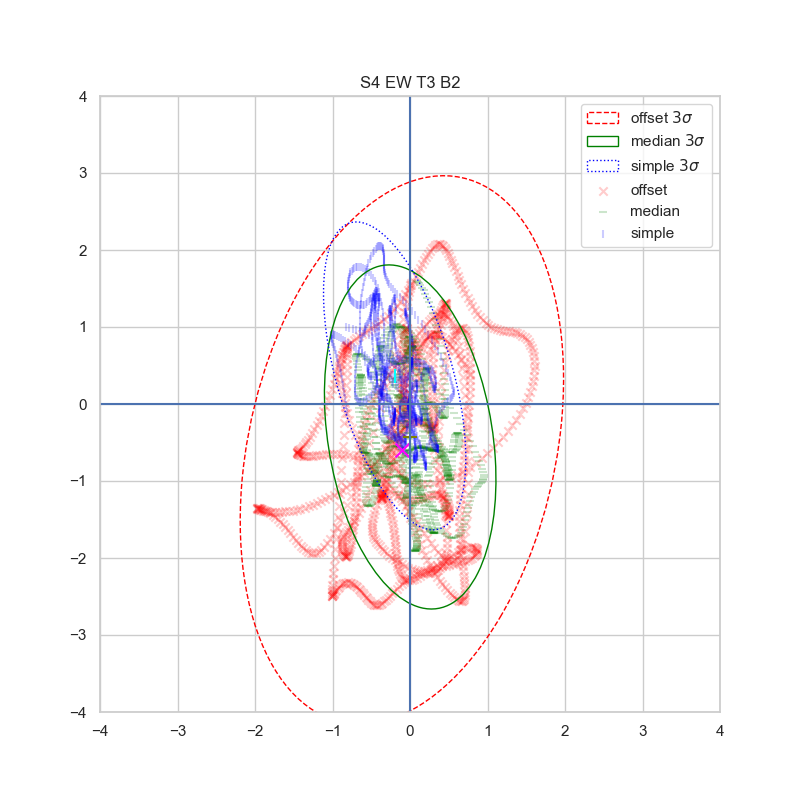 S4 EW T3 B2
4
3
2
1
0
−1
−2
−3
−4
−4 −3 −2 −1 0 1 2 3 4
offset 3σ
median 3σ
simple 3σ
offset
median
simple